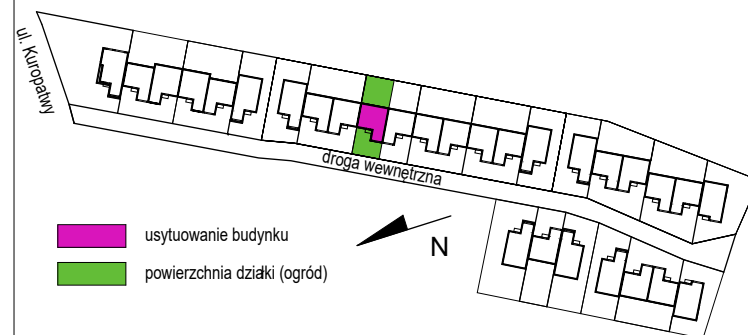 ul. Kuropatwy
droga wewnętrzna
usytuowanie budynku
N
powierzchnia działki (ogród)